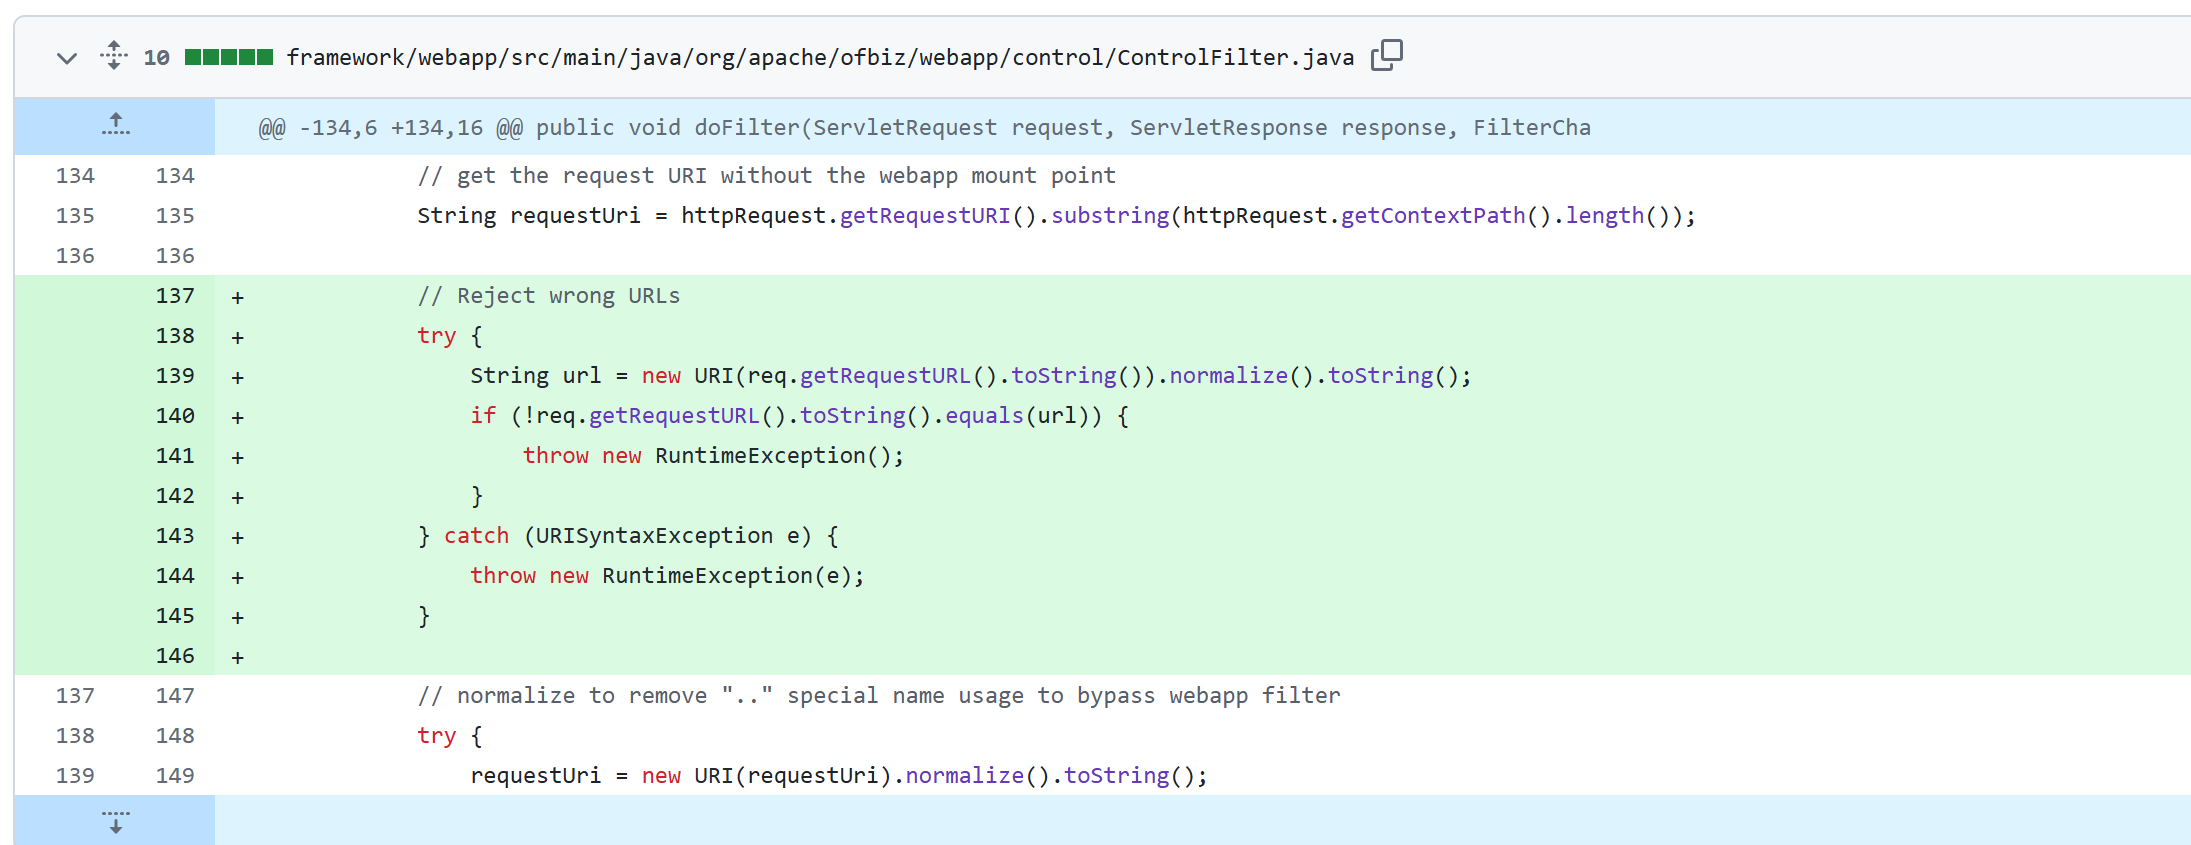 10 framework/webapp/src/main/java/org/apache/ofbiz/webapp/control/ControlFilter.java
@@ -134,6 +134,16 @@ public void doFilter(ServletRequest request, ServletResponse response, FilterCha
134 134 // get the request URI without the webapp mount point
135 135 String requestUri = httpRequest.getRequestURI().substring(httpRequest.getContextPath().length());
136 136
137 + // Reject wrong URLs
138 + try {
139 + String url = new URI(req.getRequestURL().toString()).normalize().toString();
140 + if (!req.getRequestURL().toString().equals(url)) {
141 + throw new RuntimeException();
142 + }
143 + } catch (URISyntaxException e) {
144 + throw new RuntimeException(e);
145 + }
146 +
137 147 // normalize to remove ".." special name usage to bypass webapp filter
138 148 try {
139 149 requestUri = new URI(requestUri).normalize().toString();